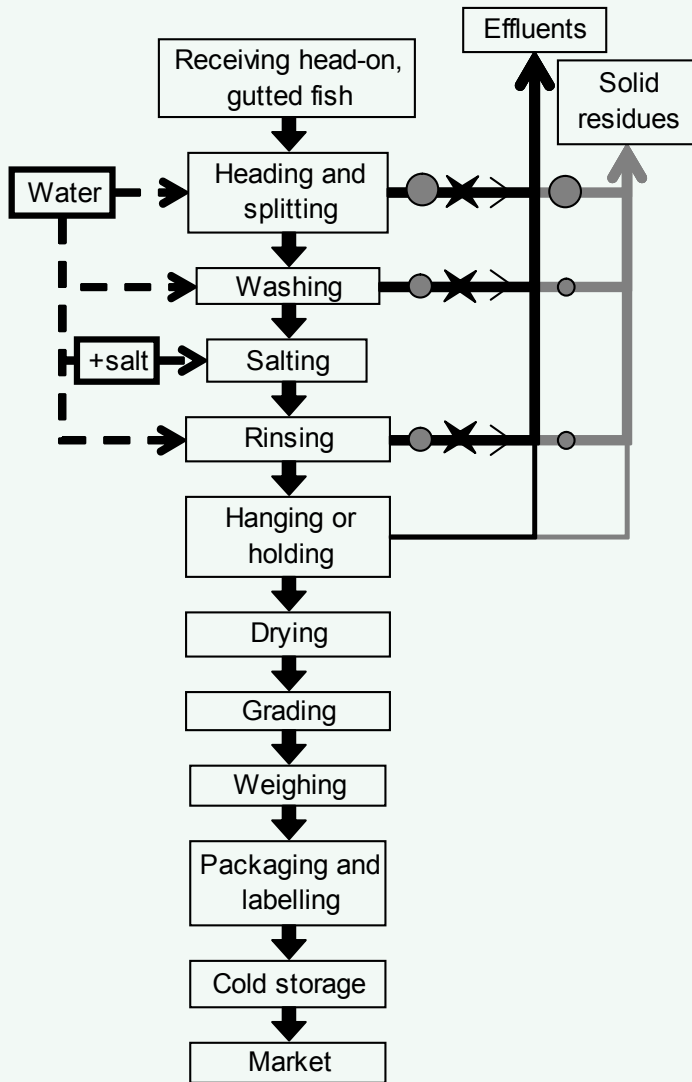 Effluents
Receiving head-on,
gutted fish
Solid
residues
Water
Heading and
splitting
Washing
+salt
Salting
Rinsing
Hanging or
holding
Drying
Grading
Weighing
Packaging and
labelling
Cold storage
Market